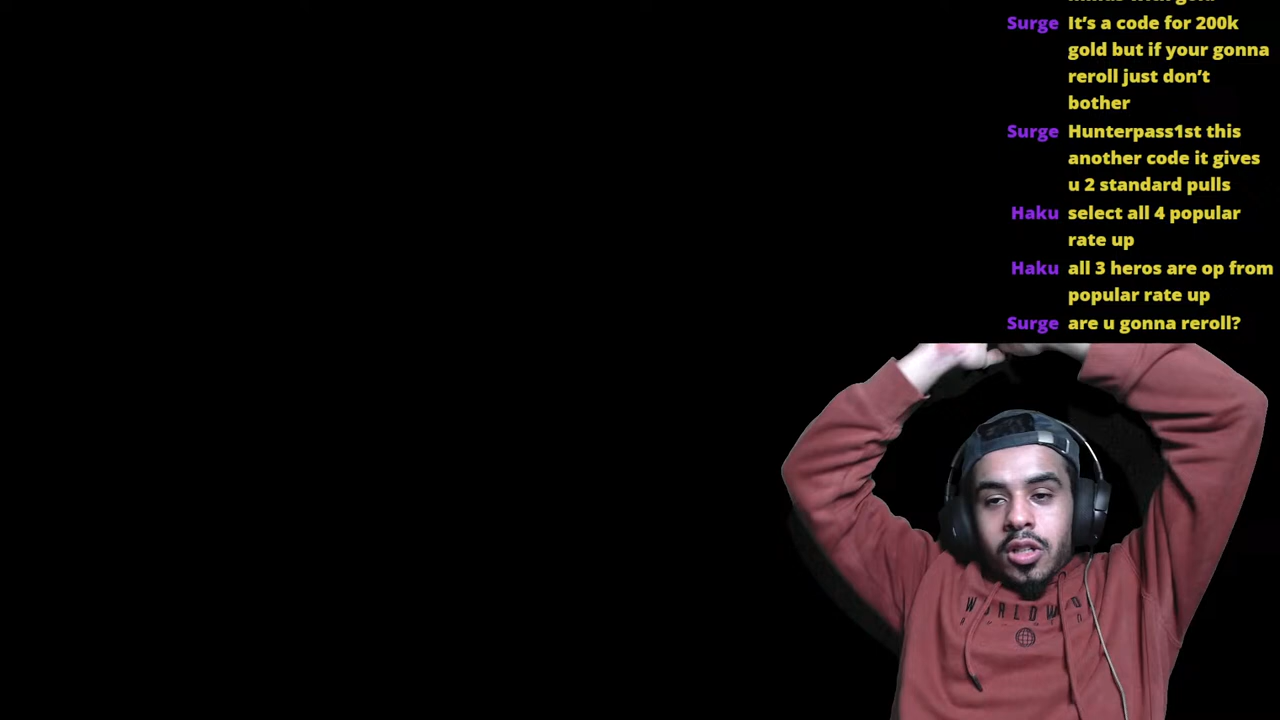 Surge It’s a code for 200k
gold but if your gonna
reroll just don’t
bother
Surge Hunterpass1st this
another code it gives
u 2 standard pulls
Haku select all 4 popular
rate up
Haku all 3 heros are op from
popular rate up
Surge are u gonna reroll?
WORLDW